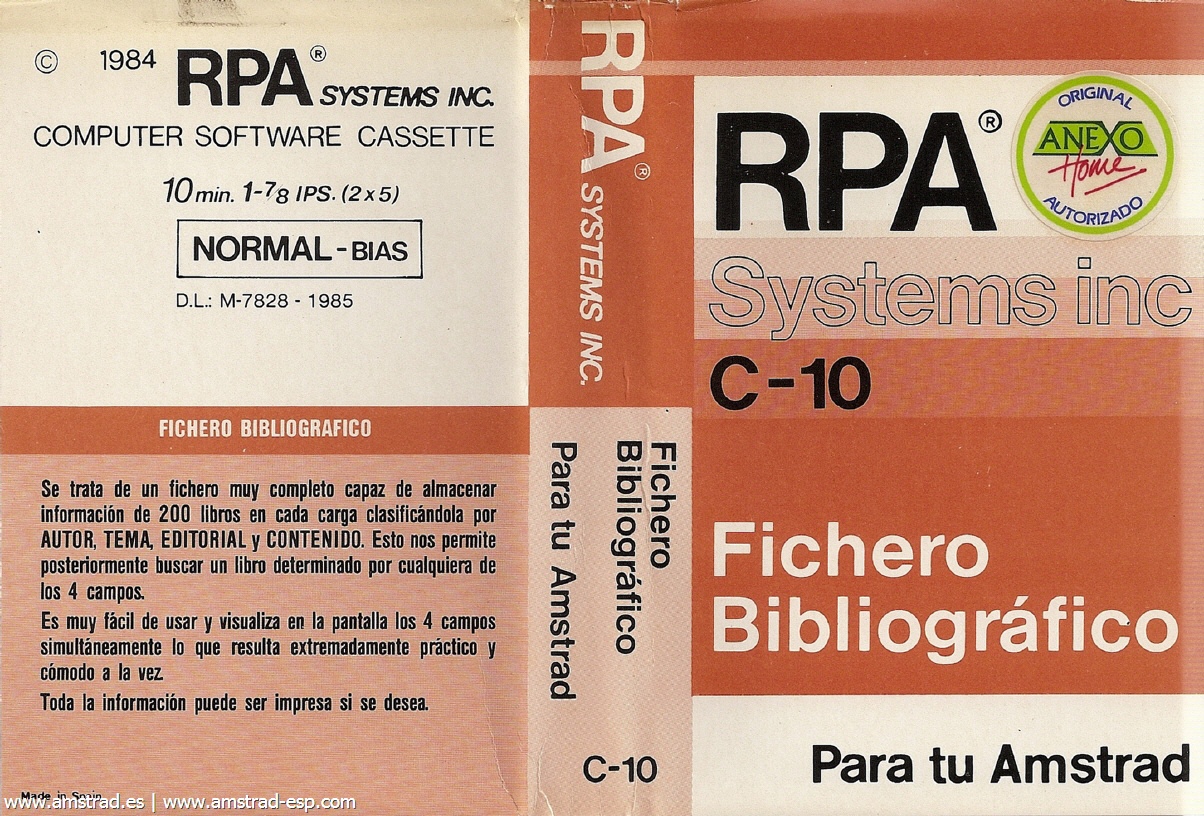 © 1984 RPA® SYSTEMS INC.
COMPUTER SOFTWARE CASSETTE
10 min. 1-7/8 IPS. (2 x 5)
NORMAL - BIAS
D.L.: M-7828 - 1985
FICHERO BIBLIOGRAFICO
Se trata de un fichero muy completo capaz de almacenar
información de 200 libros en cada carga clasificándola por
AUTOR, TEMA, EDITORIAL y CONTENIDO. Esto nos permite
posteriormente buscar un libro determinado por cualquiera de
los 4 campos.
Es muy fácil de usar y visualiza en la pantalla los 4 campos
simultáneamente lo que resulta extremadamente práctico y
cómodo a la vez.
Toda la información puede ser impresa si se desea.
Made in Spain
www.amstrad.es | www.amstrad-esp.com
RPA® SYSTEMS INC.
Fichero
Bibliográfico
Para tu Amstrad
C-10
RPA®
Systems inc
C-10
ORIGINAL
ANEXO
Home
AUTORIZADO
Fichero
Bibliográfico
Para tu Amstrad